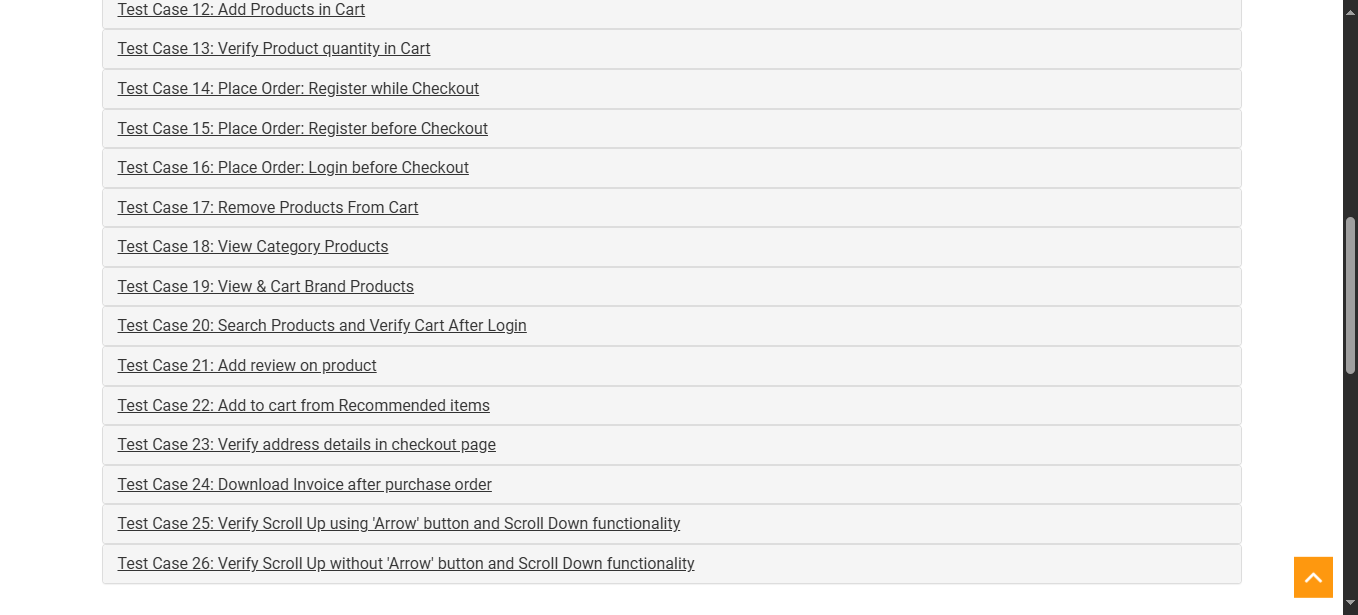 Test Case 12: Add Products in Cart
Test Case 13: Verify Product quantity in Cart
Test Case 14: Place Order: Register while Checkout
Test Case 15: Place Order: Register before Checkout
Test Case 16: Place Order: Login before Checkout
Test Case 17: Remove Products From Cart
Test Case 18: View Category Products
Test Case 19: View & Cart Brand Products
Test Case 20: Search Products and Verify Cart After Login
Test Case 21: Add review on product
Test Case 22: Add to cart from Recommended items
Test Case 23: Verify address details in checkout page
Test Case 24: Download Invoice after purchase order
Test Case 25: Verify Scroll Up using 'Arrow' button and Scroll Down functionality
Test Case 26: Verify Scroll Up without 'Arrow' button and Scroll Down functionality